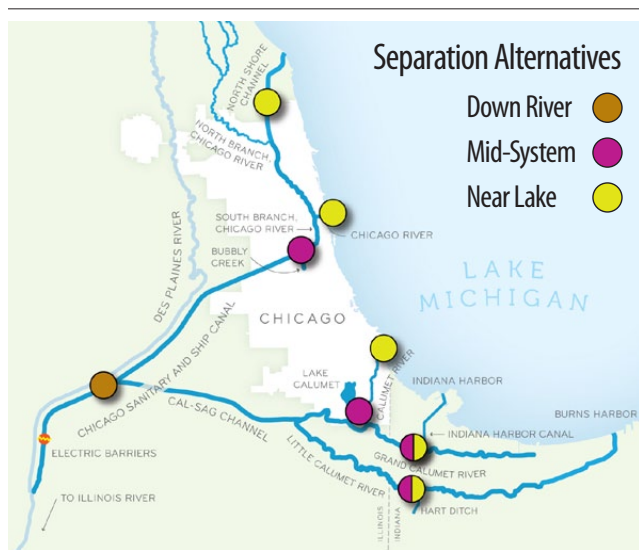 Separation Alternatives
Down River
Mid-System
Near Lake
NORTH SHORE
CHANNEL
NORTH BRANCH,
CHICAGO RIVER
SOUTH BRANCH,
CHICAGO RIVER
CHICAGO RIVER
BUBBLY
CREEK
DES PLAINES RIVER
LAKE
MICHIGAN
CHICAGO
CHICAGO SANITARY AND SHIP CANAL
LAKE
CALUMET
CALUMET RIVER
INDIANA HARBOR
BURNS HARBOR
CAL-SAG CHANNEL
INDIANA HARBOR CANAL
ELECTRIC BARRIERS
GRAND CALUMET RIVER
LITTLE CALUMET RIVER
TO ILLINOIS RIVER
HART DITCH
ILLINOIS
INDIANA